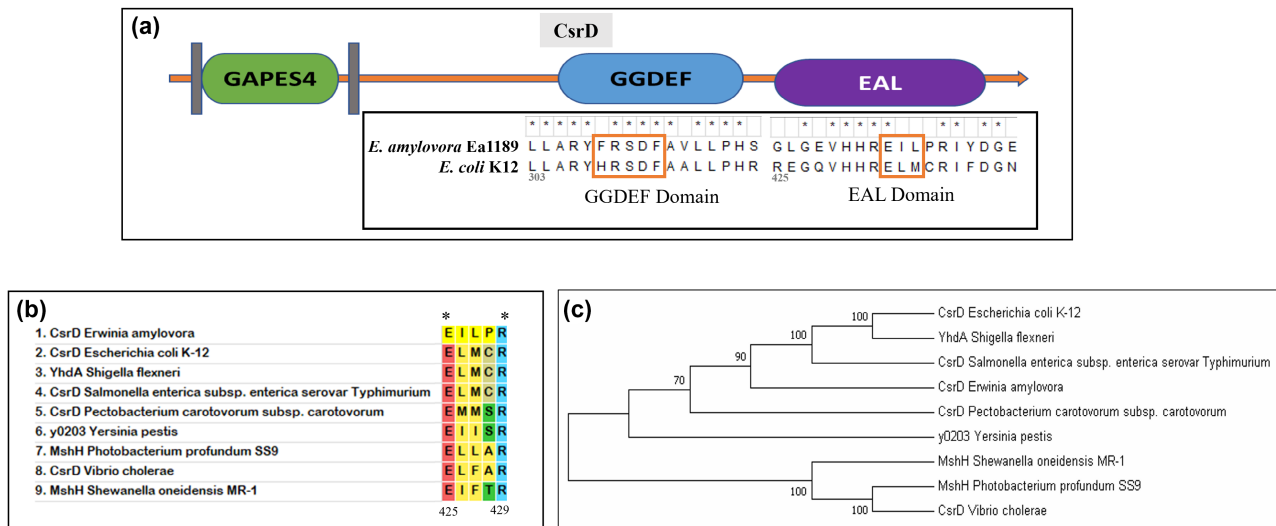 (a)
CsrD
GAPES4
GGDEF
EAL
* * * * * * * * * * * * * * * * * * * * * * * *
E. amylovora Ea1189 L L A R Y F R S D F A V L L P H S G L G E V H H R E I L P R I Y D G E
E. coli K12 L L A R Y H R S D F A A L L P H R R E G Q V H H R E L M C R I F D G N
303 425
GGDEF Domain EAL Domain
(b)
* *
1. CsrD Erwinia amylovora E I L P R
2. CsrD Escherichia coli K-12 E L M C R
3. YhdA Shigella flexneri E L M C R
4. CsrD Salmonella enterica subsp. enterica serovar Typhimurium E L M C R
5. CsrD Pectobacterium carotovorum subsp. carotovorum E M M S R
6. y0203 Yersinia pestis E I I S R
7. MshH Photobacterium profundum SS9 E L L A R
8. CsrD Vibrio cholerae E L F A R
9. MshH Shewanella oneidensis MR-1 E I F T R
425 429
(c)
CsrD Escherichia coli K-12
100
YhdA Shigella flexneri
100
CsrD Salmonella enterica subsp. enterica serovar Typhimurium
90
CsrD Erwinia amylovora
70
CsrD Pectobacterium carotovorum subsp. carotovorum
y0203 Yersinia pestis
MshH Shewanella oneidensis MR-1
100
MshH Photobacterium profundum SS9
100
CsrD Vibrio cholerae